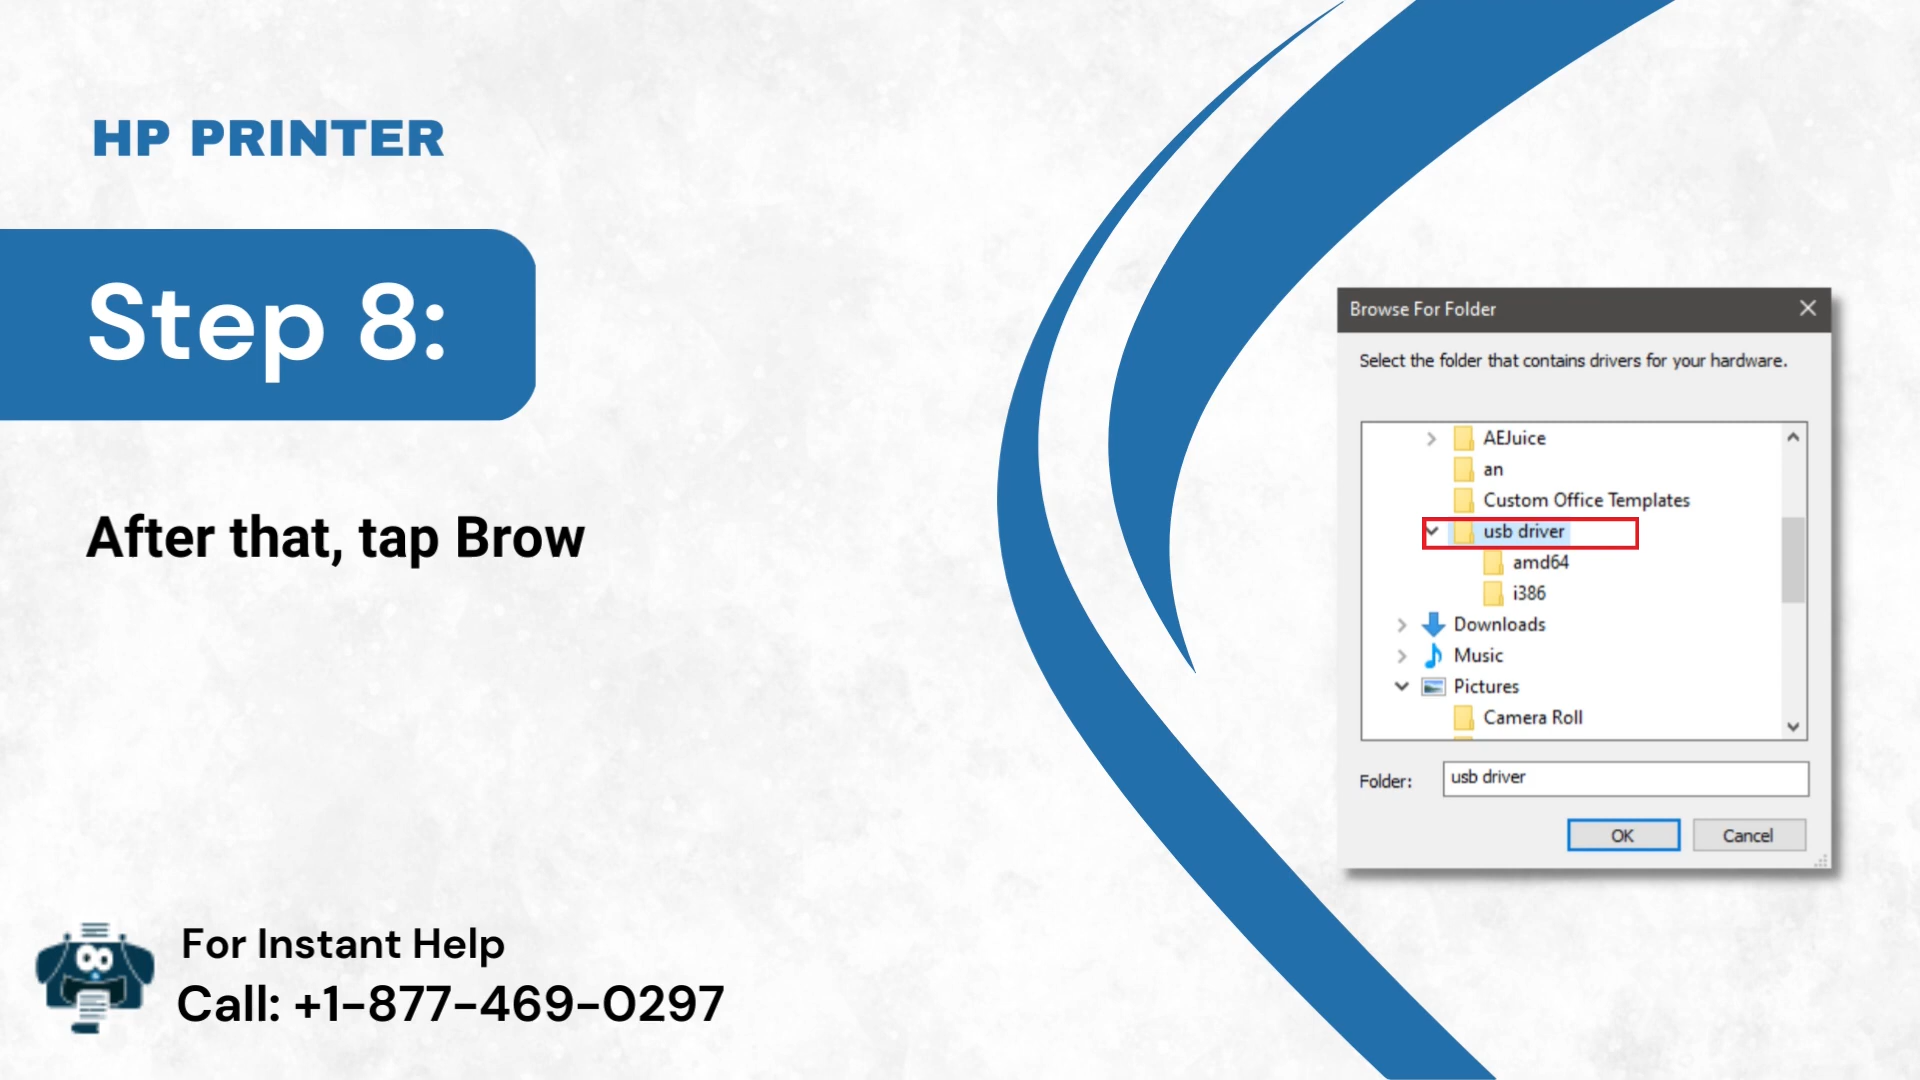 HP PRINTER
Step 8:
After that, tap Brow
For Instant Help
Call: +1-877-469-0297
Browse For Folder
Select the folder that contains drivers for your hardware.
AEJuice
an
Custom Office Templates
usb driver
amd64
i386
Downloads
Music
Pictures
Camera Roll
Folder: usb driver
OK Cancel